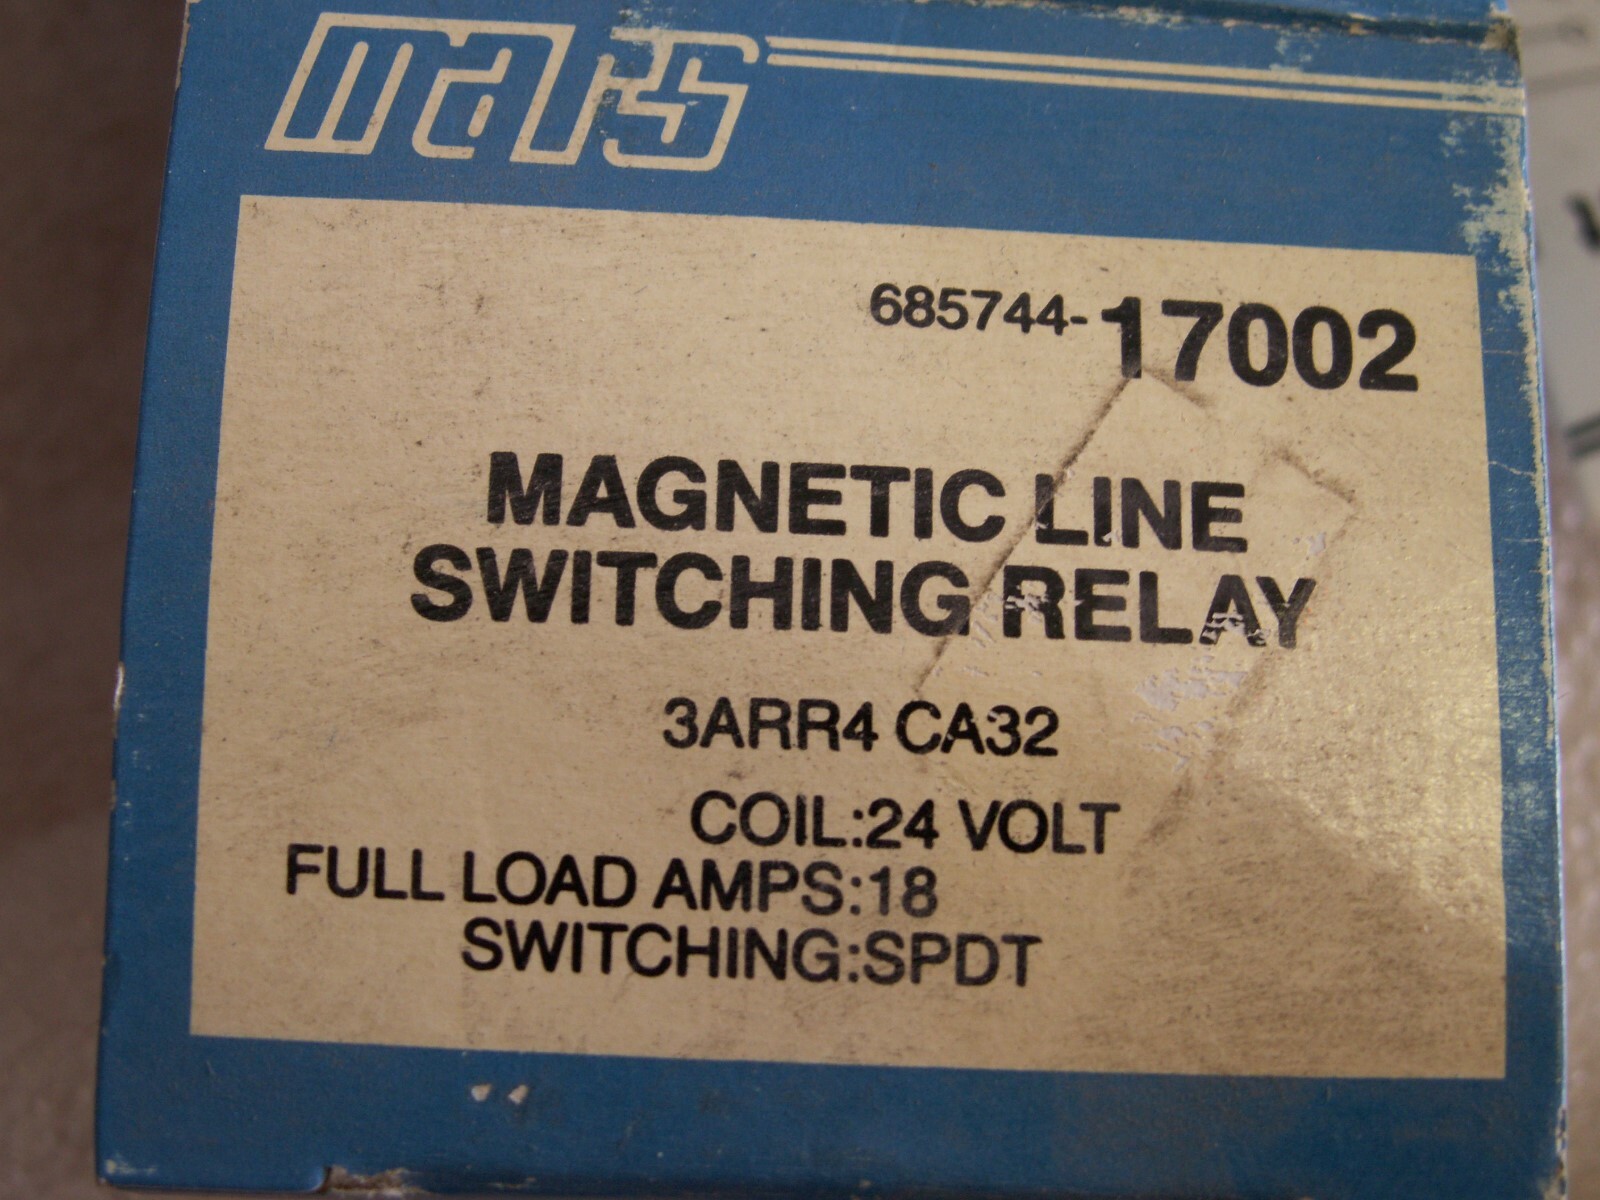 mars
685744-17002
MAGNETIC LINE
SWITCHING RELAY
3ARR4 CA32
COIL:24 VOLT
FULL LOAD AMPS:18
SWITCHING:SPDT